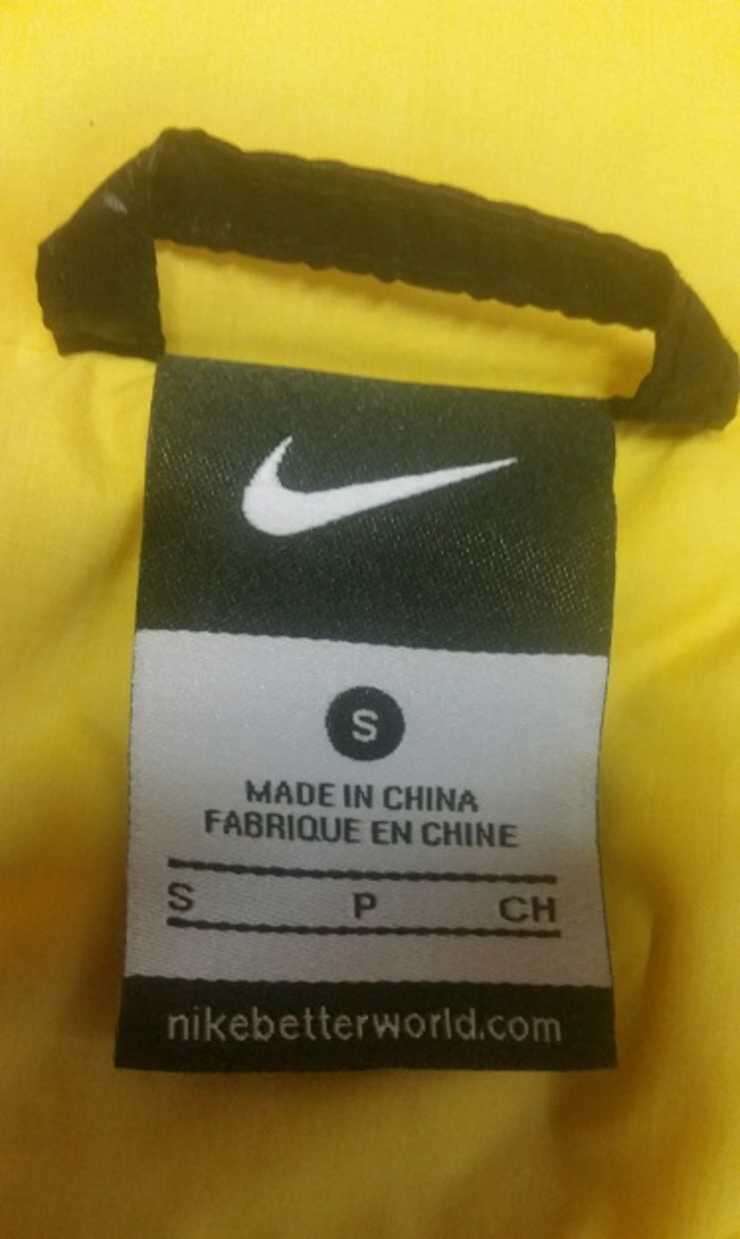 S
MADE IN CHINA
FABRIQUE EN CHINE
S P CH
nikebetterworld.com